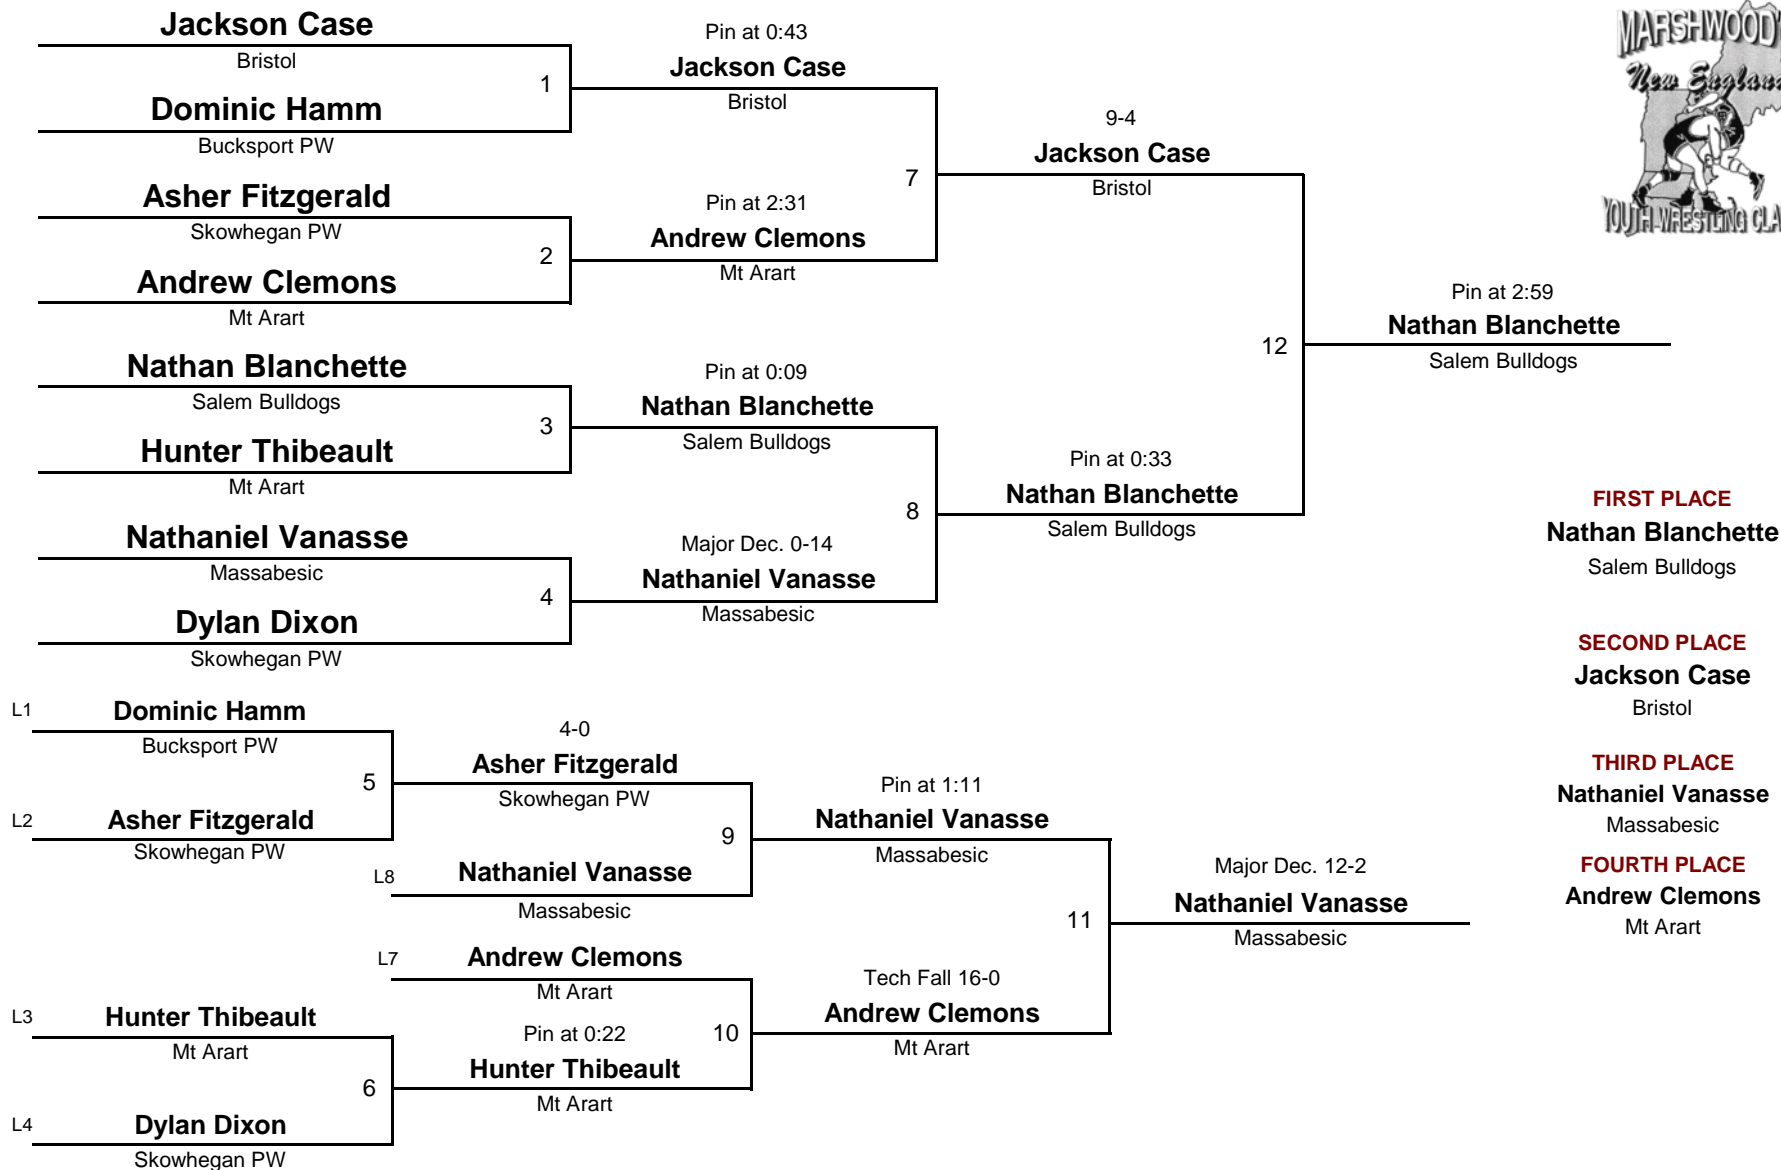 Jackson Case
Bristol
1
Dominic Hamm
Bucksport PW
Asher Fitzgerald
Skowhegan PW
2
Andrew Clemons
Mt Arart
Nathan Blanchette
Salem Bulldogs
3
Hunter Thibeault
Mt Arart
Nathaniel Vanasse
Massabesic
4
Dylan Dixon
Skowhegan PW
Pin at 0:43
Jackson Case
Bristol
7
Pin at 2:31
Andrew Clemons
Mt Arart
Pin at 0:09
Nathan Blanchette
Salem Bulldogs
8
Major Dec. 0-14
Nathaniel Vanasse
Massabesic
9-4
Jackson Case
Bristol
12
Pin at 0:33
Nathan Blanchette
Salem Bulldogs
Pin at 2:59
Nathan Blanchette
Salem Bulldogs
MARSHWOOD
New England
YOUTH WRESTLING CLA
FIRST PLACE
Nathan Blanchette
Salem Bulldogs
SECOND PLACE
Jackson Case
Bristol
THIRD PLACE
Nathaniel Vanasse
Massabesic
FOURTH PLACE
Andrew Clemons
Mt Arart
L1
Dominic Hamm
Bucksport PW
5
L2
Asher Fitzgerald
Skowhegan PW
4-0
Asher Fitzgerald
Skowhegan PW
9
L8
Nathaniel Vanasse
Massabesic
L7
Andrew Clemons
Mt Arart
10
Pin at 0:22
Hunter Thibeault
Mt Arart
L3
Hunter Thibeault
Mt Arart
6
L4
Dylan Dixon
Skowhegan PW
Pin at 1:11
Nathaniel Vanasse
Massabesic
11
Tech Fall 16-0
Andrew Clemons
Mt Arart
Major Dec. 12-2
Nathaniel Vanasse
Massabesic